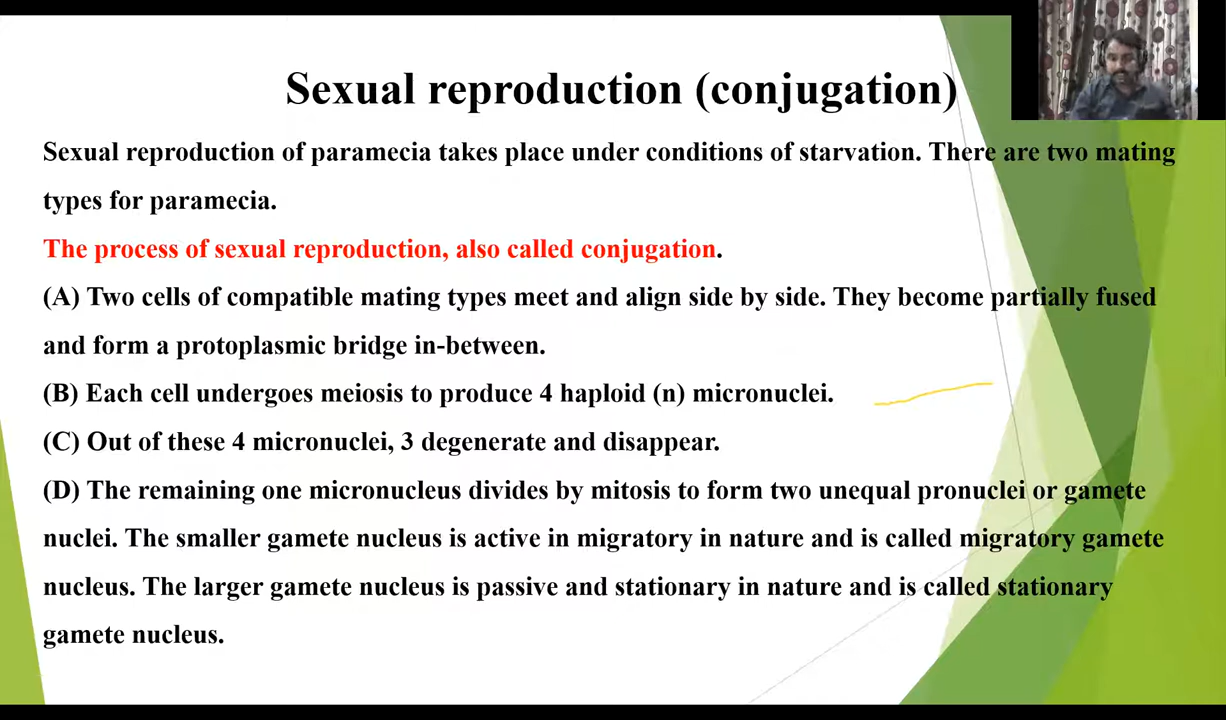 Sexual reproduction (conjugation)
Sexual reproduction of paramecia takes place under conditions of starvation. There are two mating
types for paramecia.
The process of sexual reproduction, also called conjugation.
(A) Two cells of compatible mating types meet and align side by side. They become partially fused
and form a protoplasmic bridge in-between.
(B) Each cell undergoes meiosis to produce 4 haploid (n) micronuclei.
(C) Out of these 4 micronuclei, 3 degenerate and disappear.
(D) The remaining one micronucleus divides by mitosis to form two unequal pronuclei or gamete
nuclei. The smaller gamete nucleus is active in migratory in nature and is called migratory gamete
nucleus. The larger gamete nucleus is passive and stationary in nature and is called stationary
gamete nucleus.